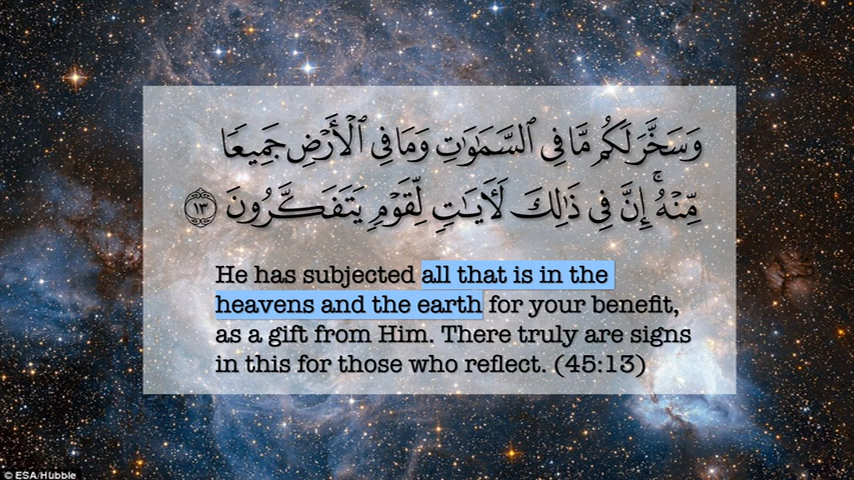 وَسَخَّرَ لَكُم مَّا فِي ٱلسَّمَٰوَٰتِ وَمَا فِي ٱلْأَرْضِ جَمِيعًا
مِّنْهُ ۚ إِنَّ فِي ذَٰلِكَ لَءَايَٰتٍ لِّقَوْمٍ يَتَفَكَّرُونَ ١٣
He has subjected all that is in the
heavens and the earth for your benefit,
as a gift from Him. There truly are signs
in this for those who reflect. (45:13)
© ESA/Hubble